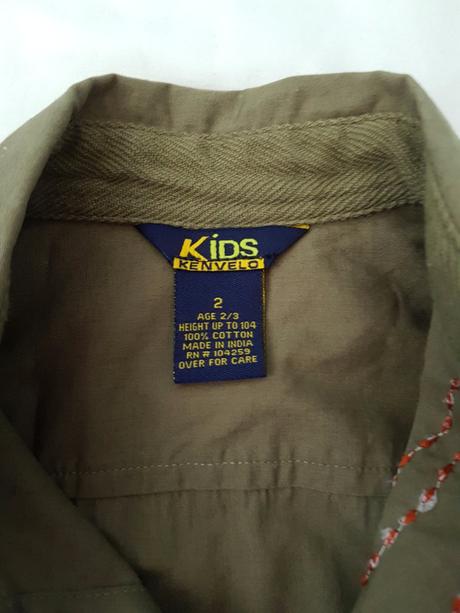 KiDS
KENVELO
2
AGE 2/3
HEIGHT UP TO 104
100% COTTON
MADE IN INDIA
RN # 104259
OVER FOR CARE